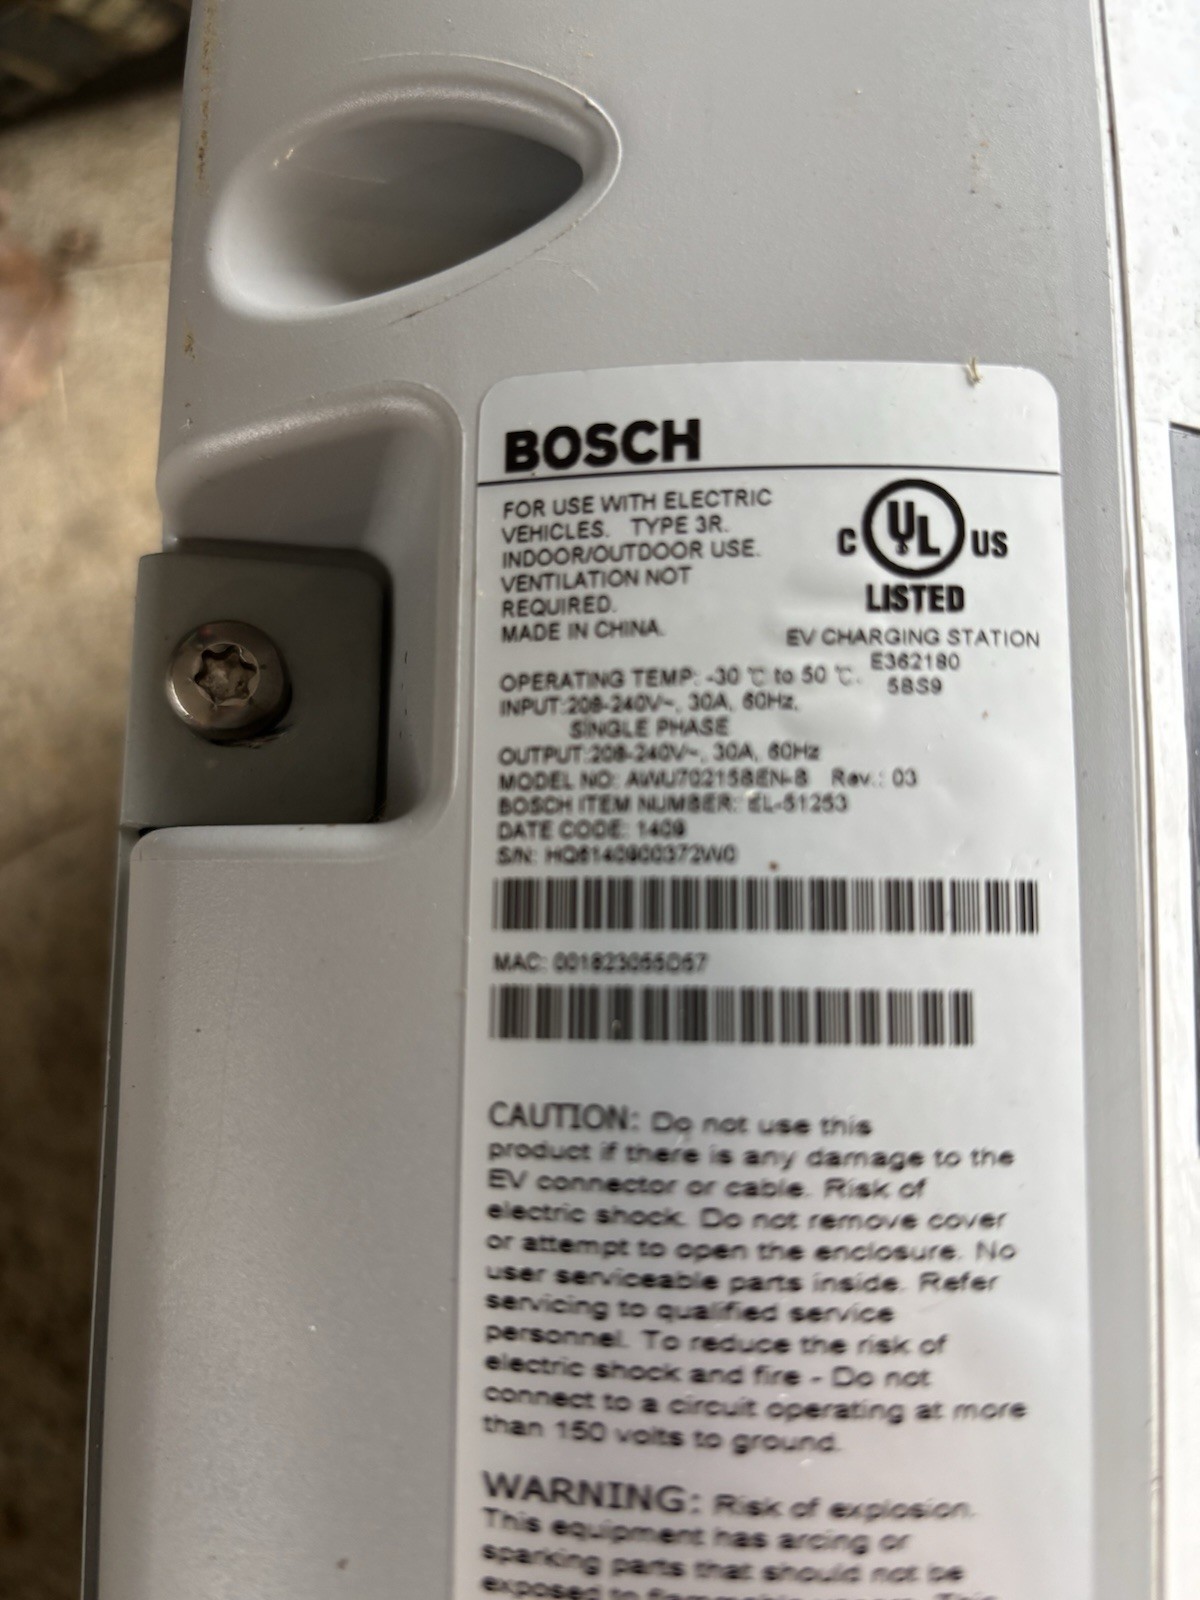 BOSCH
FOR USE WITH ELECTRIC
VEHICLES. TYPE 3R.
INDOOR/OUTDOOR USE.
VENTILATION NOT
REQUIRED.
MADE IN CHINA.
C UL US
LISTED
EV CHARGING STATION
E362180
5BS9
OPERATING TEMP: -30 ℃ to 50 ℃.
INPUT:208-240V~, 30A, 60Hz,
SINGLE PHASE
OUTPUT:208-240V~, 30A, 60Hz
MODEL NO: AWU70215BEN-B Rev.: 03
BOSCH ITEM NUMBER: EL-51253
DATE CODE: 1409
S/N: HQ6140900372W0
MAC:
CAUTION: Do not use this
product if there is any damage to the
EV connector or cable. Risk of
electric shock. Do not remove cover
or attempt to open the enclosure. No
user serviceable parts inside. Refer
servicing to qualified service
personnel. To reduce the risk of
electric shock and fire - Do not
connect to a circuit operating at more
than 150 volts to ground.
WARNING: Risk of explosion.
This equipment has arcing or
sparking parts that should not be
exposed to flammable vapors. This